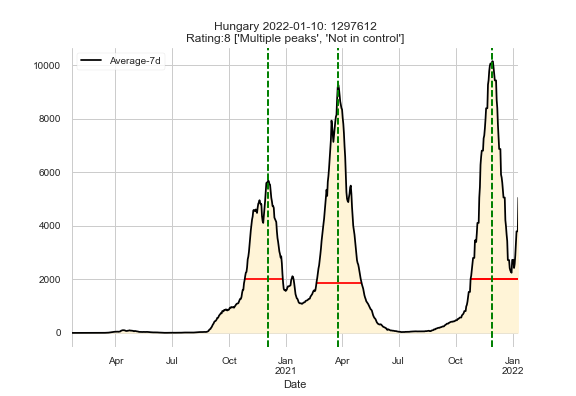 Hungary 2022-01-10: 1297612
Rating:8 ['Multiple peaks', 'Not in control']
Average-7d
10000
8000
6000
4000
2000
0
Apr
Jul
Oct
Jan
2021
Apr
Jul
Oct
Jan
2022
Date